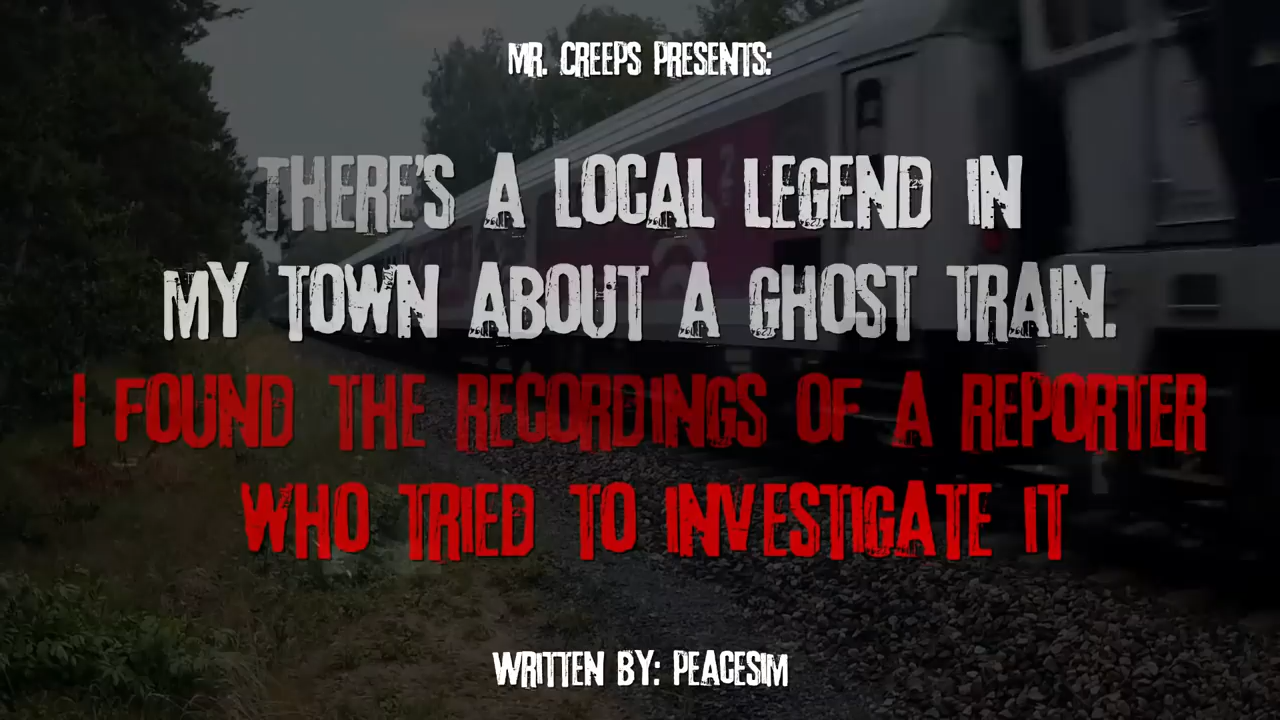 MR. CREEPS PRESENTS:
THERE'S A LOCAL LEGEND IN
MY TOWN ABOUT A GHOST TRAIN.
I FOUND THE RECORDINGS OF A REPORTER
WHO TRIED TO INVESTIGATE IT
WRITTEN BY: PEACESIM